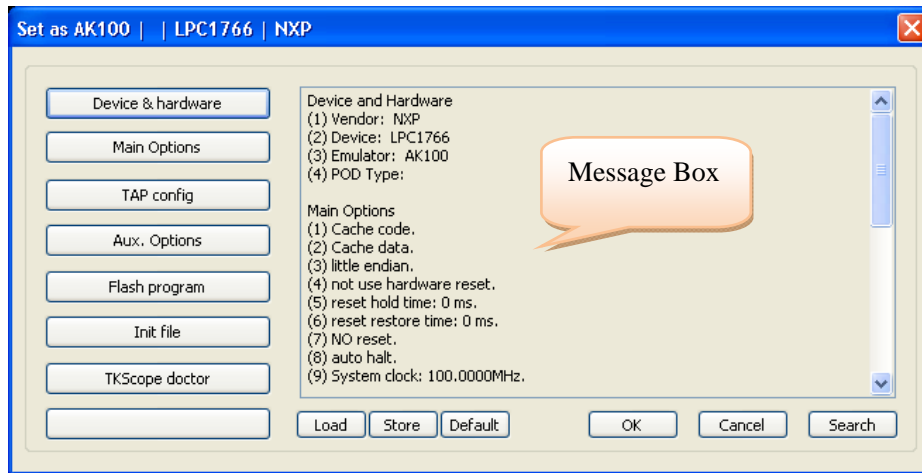 Set as AK100 |   | LPC1766 | NXP
Device & hardware
Main Options
TAP config
Aux. Options
Flash program
Init file
TKScope doctor
Device and Hardware
(1) Vendor:  NXP
(2) Device:  LPC1766
(3) Emulator:  AK100
(4) POD Type:
Main Options
(1) Cache code.
(2) Cache data.
(3) little endian.
(4) not use hardware reset.
(5) reset hold time: 0 ms.
(6) reset restore time: 0 ms.
(7) NO reset.
(8) auto halt.
(9) System clock: 100.0000MHz.
Message Box
Load
Store
Default
OK
Cancel
Search